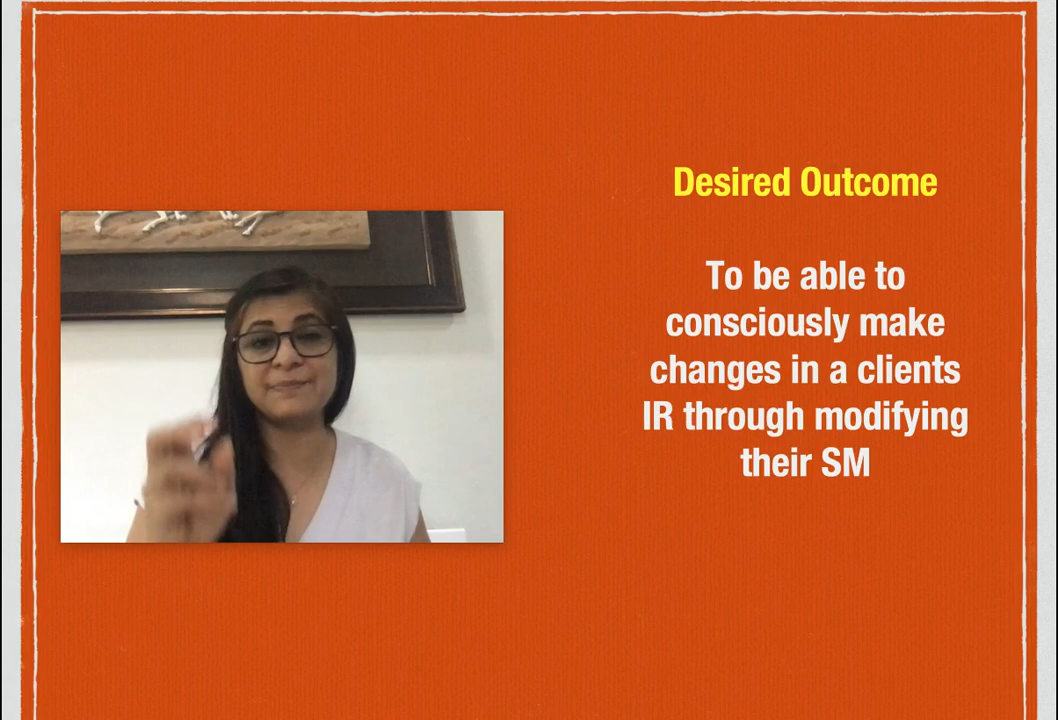 Desired Outcome
To be able to
consciously make
changes in a clients
IR through modifying
their SM